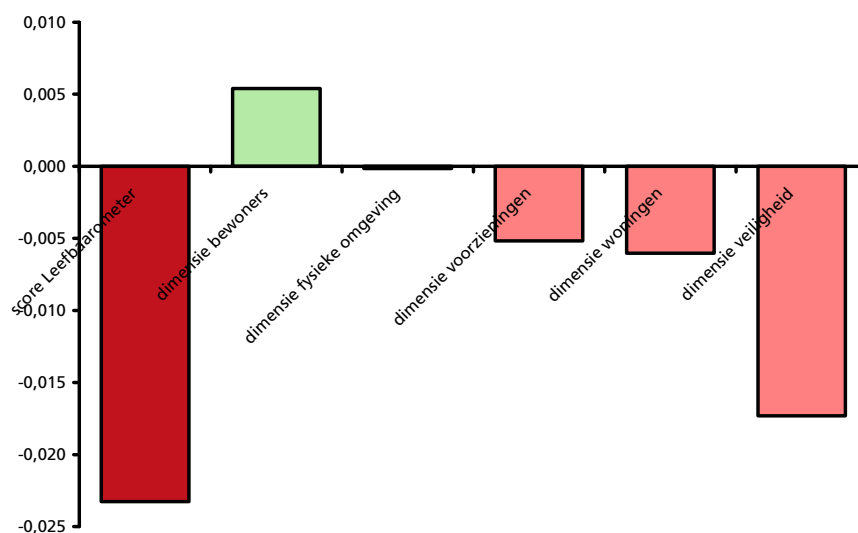 0,010
0,005
0,000
-0,005
-0,010
-0,015
-0,020
-0,025
score Leefbaarometer
dimensie bewoners
dimensie fysieke omgeving
dimensie voorzieningen
dimensie woningen
dimensie veiligheid